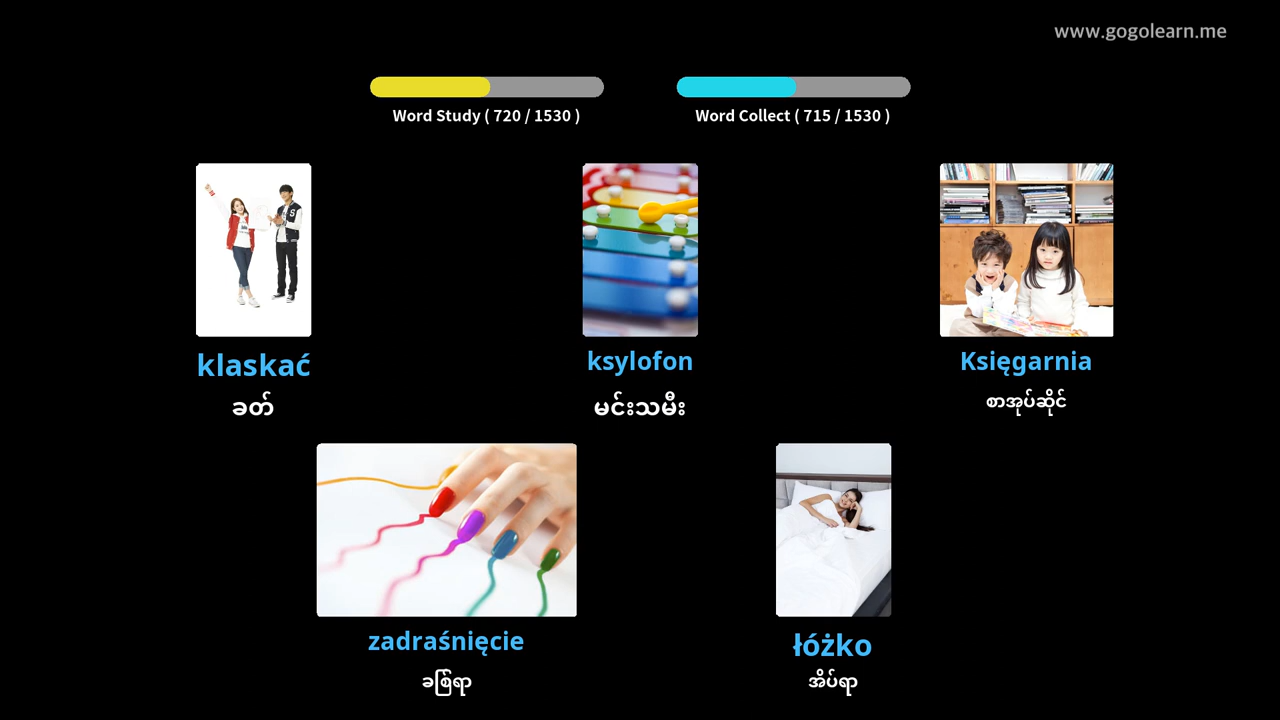 www.gogolearn.me
Word Study ( 720 / 1530 )
Word Collect ( 715 / 1530 )
klaskać
ခတ်
ksylofon
မင်းသမီး
Księgarnia
စာအုပ်ဆိုင်
zadraśnięcie
ခစြ်ရာ
łóżko
အိပ်ရာ